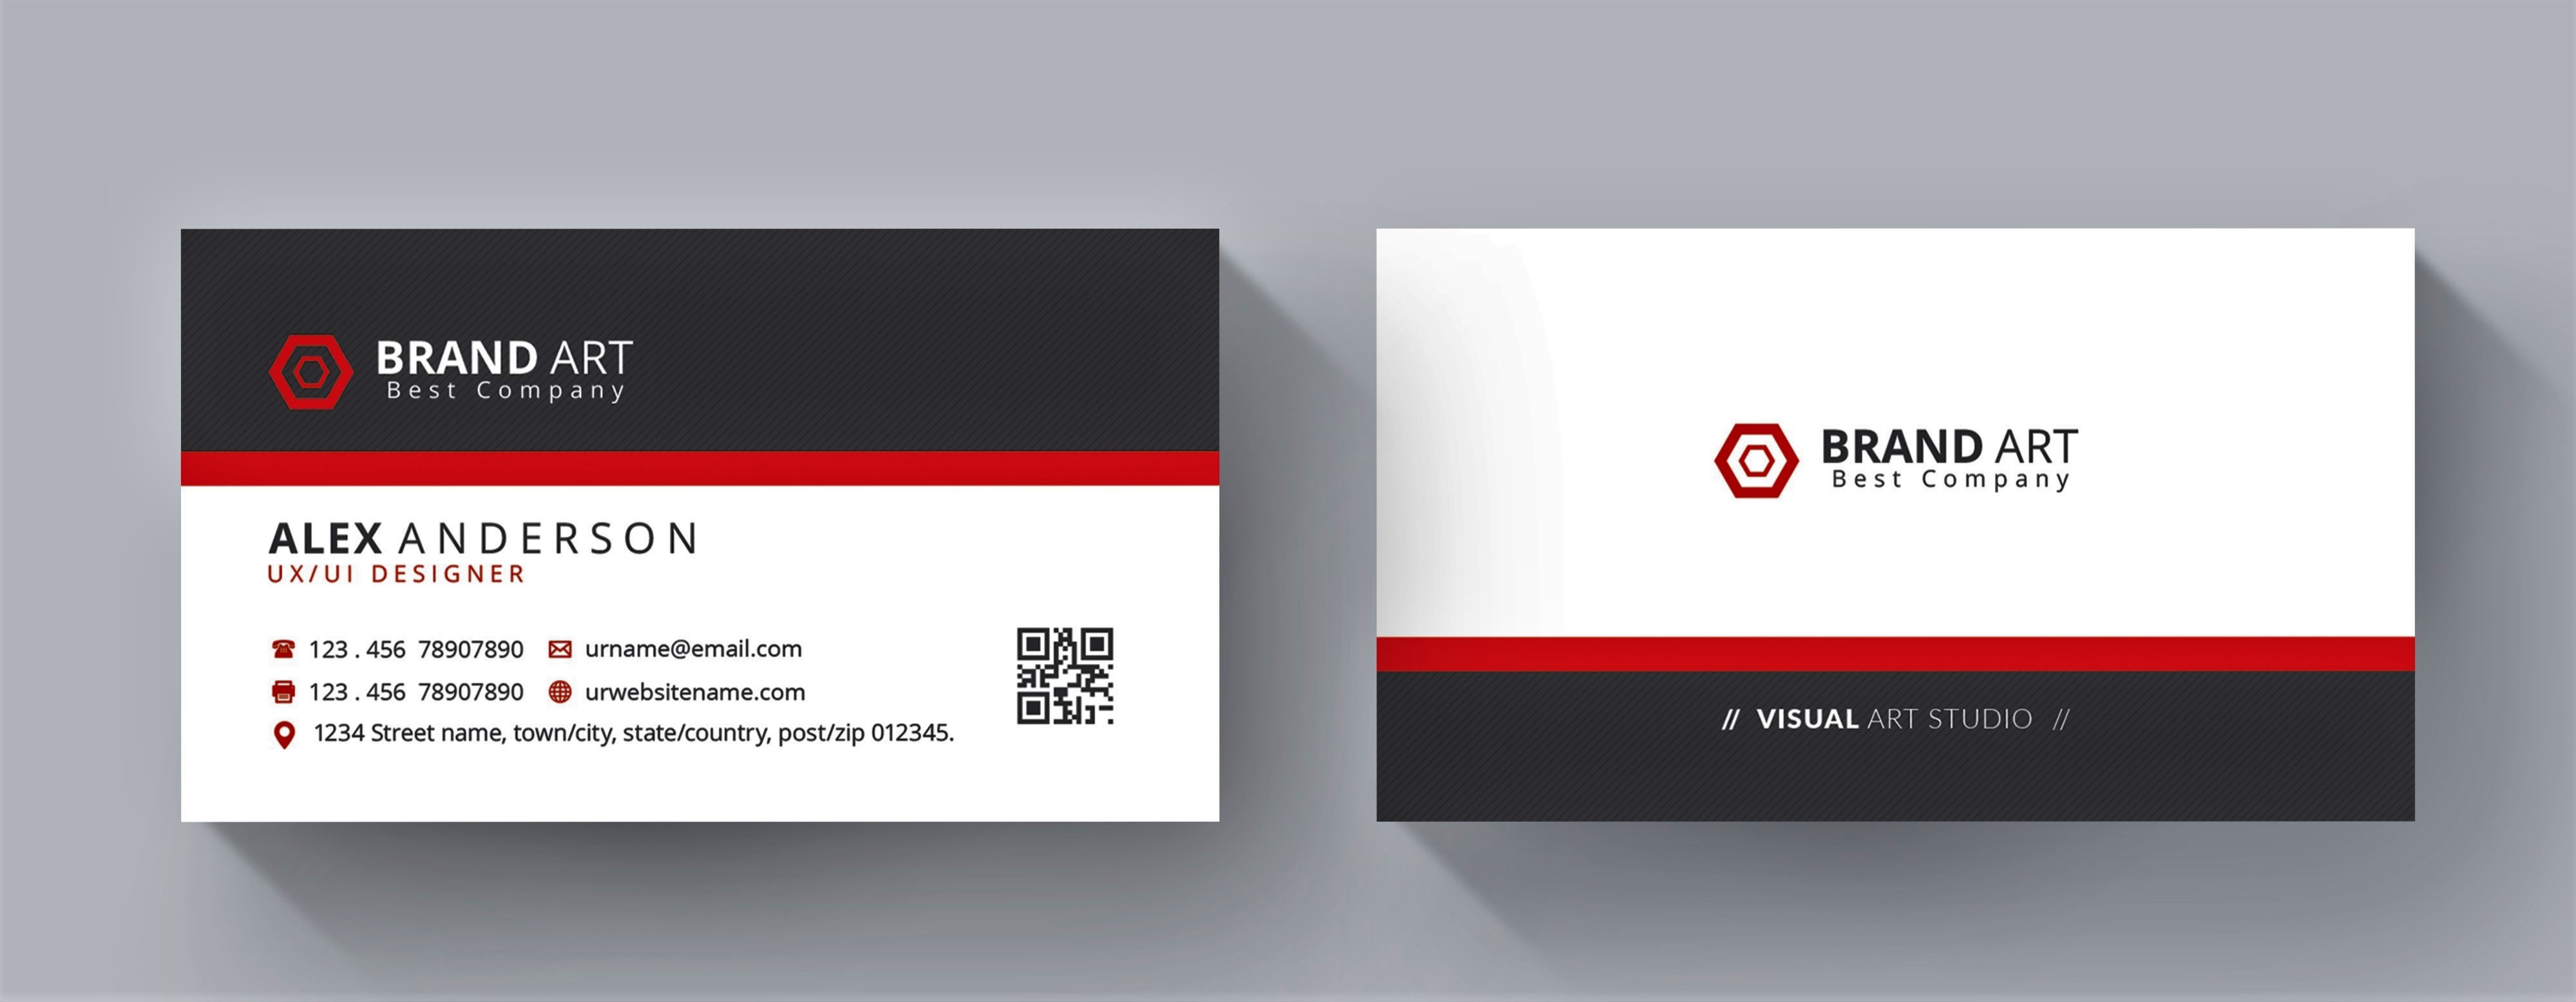 BRAND ART
Best Company
ALEX ANDERSON
UX/UI DESIGNER
123 . 456 78907890
urname@email.com
123 . 456 78907890
urwebsitename.com
1234 Street name, town/city, state/country, post/zip 012345.
BRAND ART
Best Company
// VISUAL ART STUDIO //